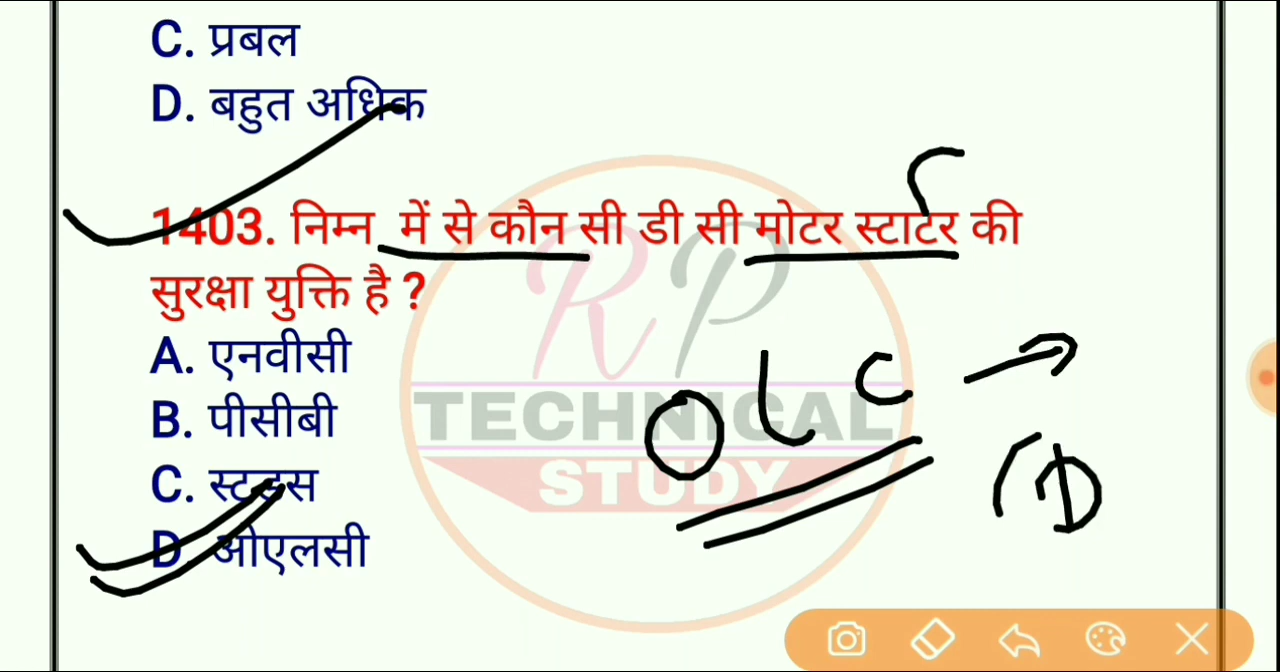 C. प्रबल
D. बहुत अधिक
1403. निम्न में से कौन सी डी सी मोटर स्टार्टर की
सुरक्षा युक्ति है ?
A. एनवीसी
B. पीसीबी
C. स्टड्स
D. ओएलसी
RP
TECHNICAL
STUDY
OLC
(D